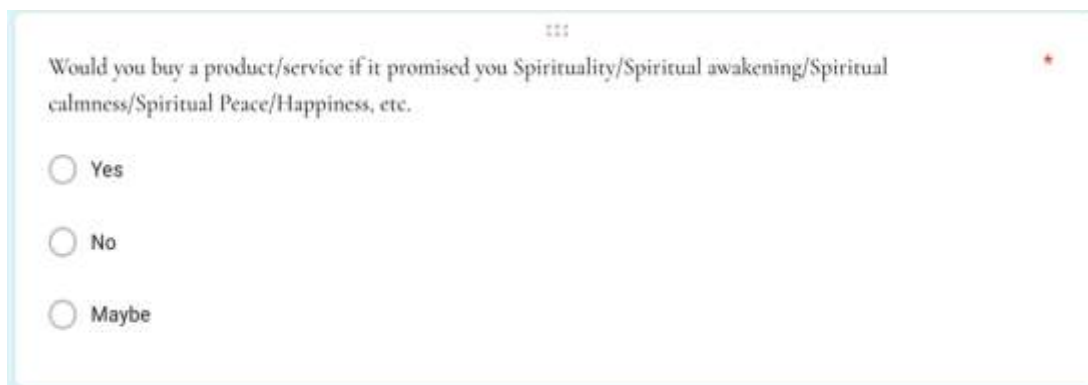 Would you buy a product/service if it promised you Spirituality/Spiritual awakening/Spiritual
calmness/Spiritual Peace/Happiness, etc.
*
Yes
No
Maybe